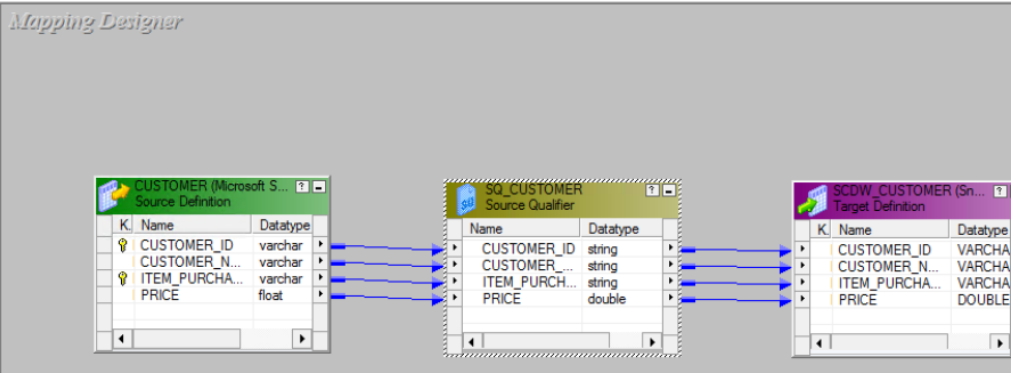 Mapping Designer
CUSTOMER (Microsoft S...
Source Definition
K. Name Datatype
CUSTOMER_ID varchar
CUSTOMER_N... varchar
ITEM_PURCHA... varchar
PRICE float
SQ_CUSTOMER
Source Qualifier
Name Datatype
CUSTOMER_ID string
CUSTOMER_... string
ITEM_PURCH... string
PRICE double
SCDW_CUSTOMER (Sn...
Target Definition
K. Name Datatype
CUSTOMER_ID VARCHA
CUSTOMER_N... VARCHA
ITEM_PURCHA... VARCHA
PRICE DOUBLE